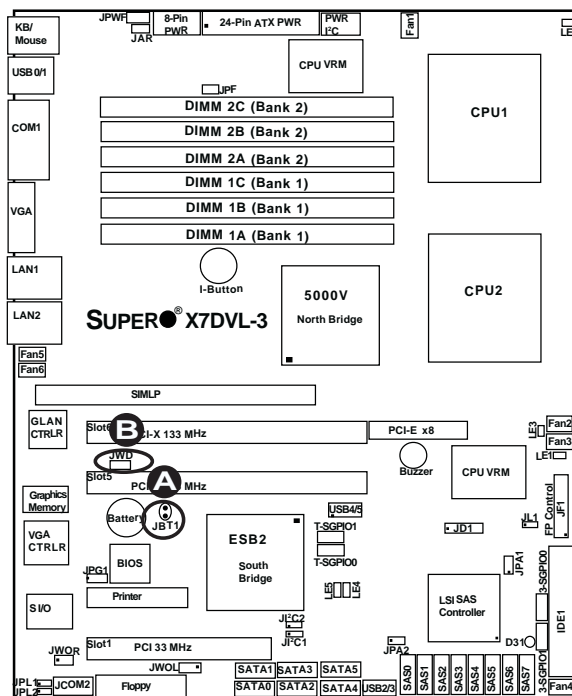 KB/
Mouse
JPWF
JAR
8-Pin
PWR
24-Pin ATX PWR
PWR
I²C
Fan1
LE
USB0/1
CPU VRM
JPF
CPU1
COM1
DIMM 2C (Bank 2)
DIMM 2B (Bank 2)
DIMM 2A (Bank 2)
DIMM 1C (Bank 1)
DIMM 1B (Bank 1)
DIMM 1A (Bank 1)
VGA
LAN1
LAN2
I-Button
5000V
North Bridge
CPU2
SUPER® X7DVL-3
Fan5
Fan6
SIMLP
GLAN
CTRLR
Slot6
B
PCI-X 133 MHz
PCI-E x8
LE3
Fan2
Fan3
LE1
JWD
Buzzer
CPU VRM
Slot5
A
MHz
Graphics
Memory
Battery
JBT1
USB4/5
T-SGPIO1
T-SGPIO0
JD1
JL1
FP Control
JF1
VGA
CTRLR
BIOS
ESB2
South
Bridge
JPG1
Printer
LE5
LE4
JPA1
3-SGPIO0
IDE1
S I/O
LSI SAS
Controller
JI²C2
JI²C1
Slot1
PCI 33 MHz
JPA2
D31
3-SGPIO1
JWOR
JWOL
JPL1
JPL2
JCOM2
Floppy
SATA1
SATA3
SATA5
SATA0
SATA2
SATA4
USB2/3
SAS0
SAS1
SAS2
SAS3
SAS4
SAS5
SAS6
SAS7
Fan4